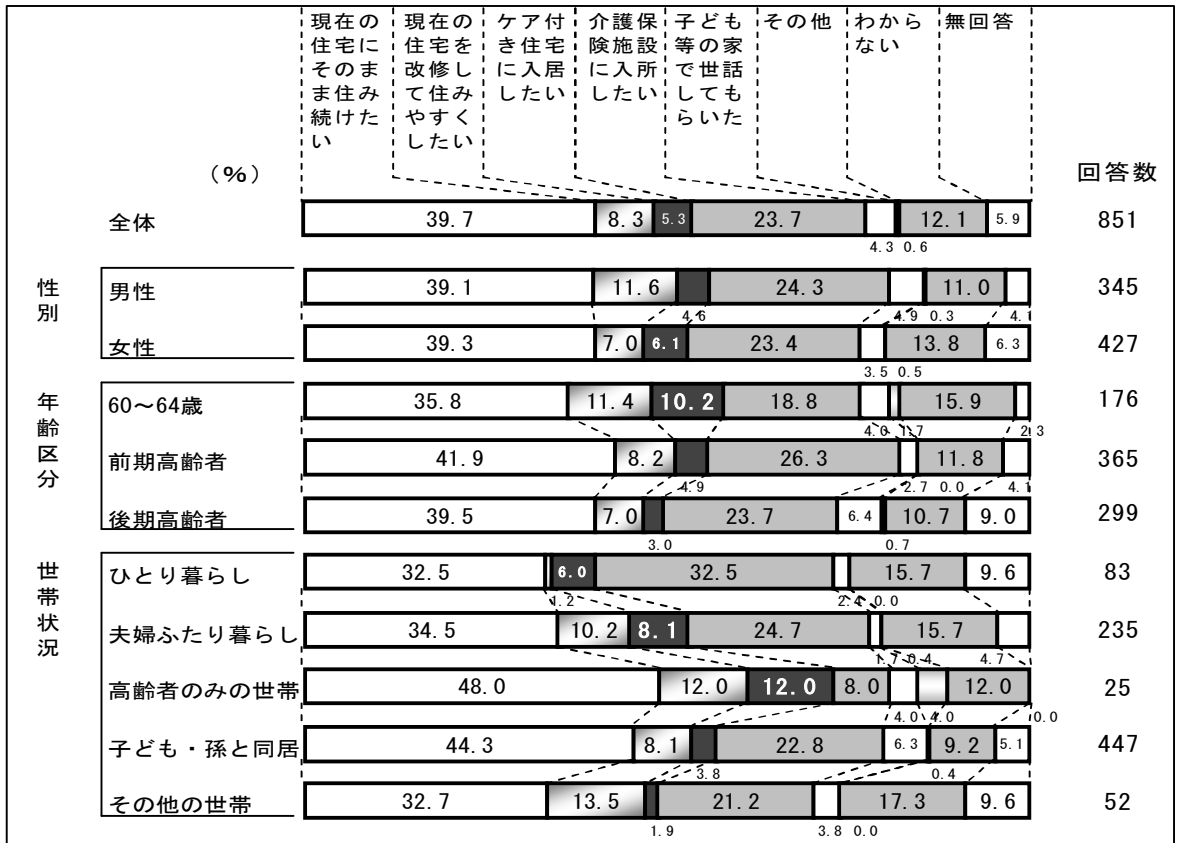 現在の住宅にそのまま住み続けたい
現在の住宅を改修して住みやすくしたい
ケア付き住宅に入居したい
介護保険施設に入所したい
子ども等の家で世話してもらいたい
その他
わからない
無回答
(%)
回答数
全体 39.7 8.3 5.3 23.7 12.1 5.9 851
4.3 0.6
性別
男性 39.1 11.6 24.3 11.0 345
4.6 4.9 0.3 4.1
女性 39.3 7.0 6.1 23.4 13.8 6.3 427
3.5 0.5
年齢区分
60～64歳 35.8 11.4 10.2 18.8 15.9 176
4.0 1.7 2.3
前期高齢者 41.9 8.2 26.3 11.8 365
4.9 2.7 0.0 4.1
後期高齢者 39.5 7.0 23.7 6.4 10.7 9.0 299
3.0 0.7
世帯状況
ひとり暮らし 32.5 6.0 32.5 15.7 9.6 83
1.2 2.4 0.0
夫婦ふたり暮らし 34.5 10.2 8.1 24.7 15.7 235
1.7 0.4 4.7
高齢者のみの世帯 48.0 12.0 12.0 8.0 12.0 25
4.0 4.0 0.0
子ども・孫と同居 44.3 8.1 22.8 6.3 9.2 5.1 447
3.8 0.4
その他の世帯 32.7 13.5 21.2 17.3 9.6 52
1.9 3.8 0.0